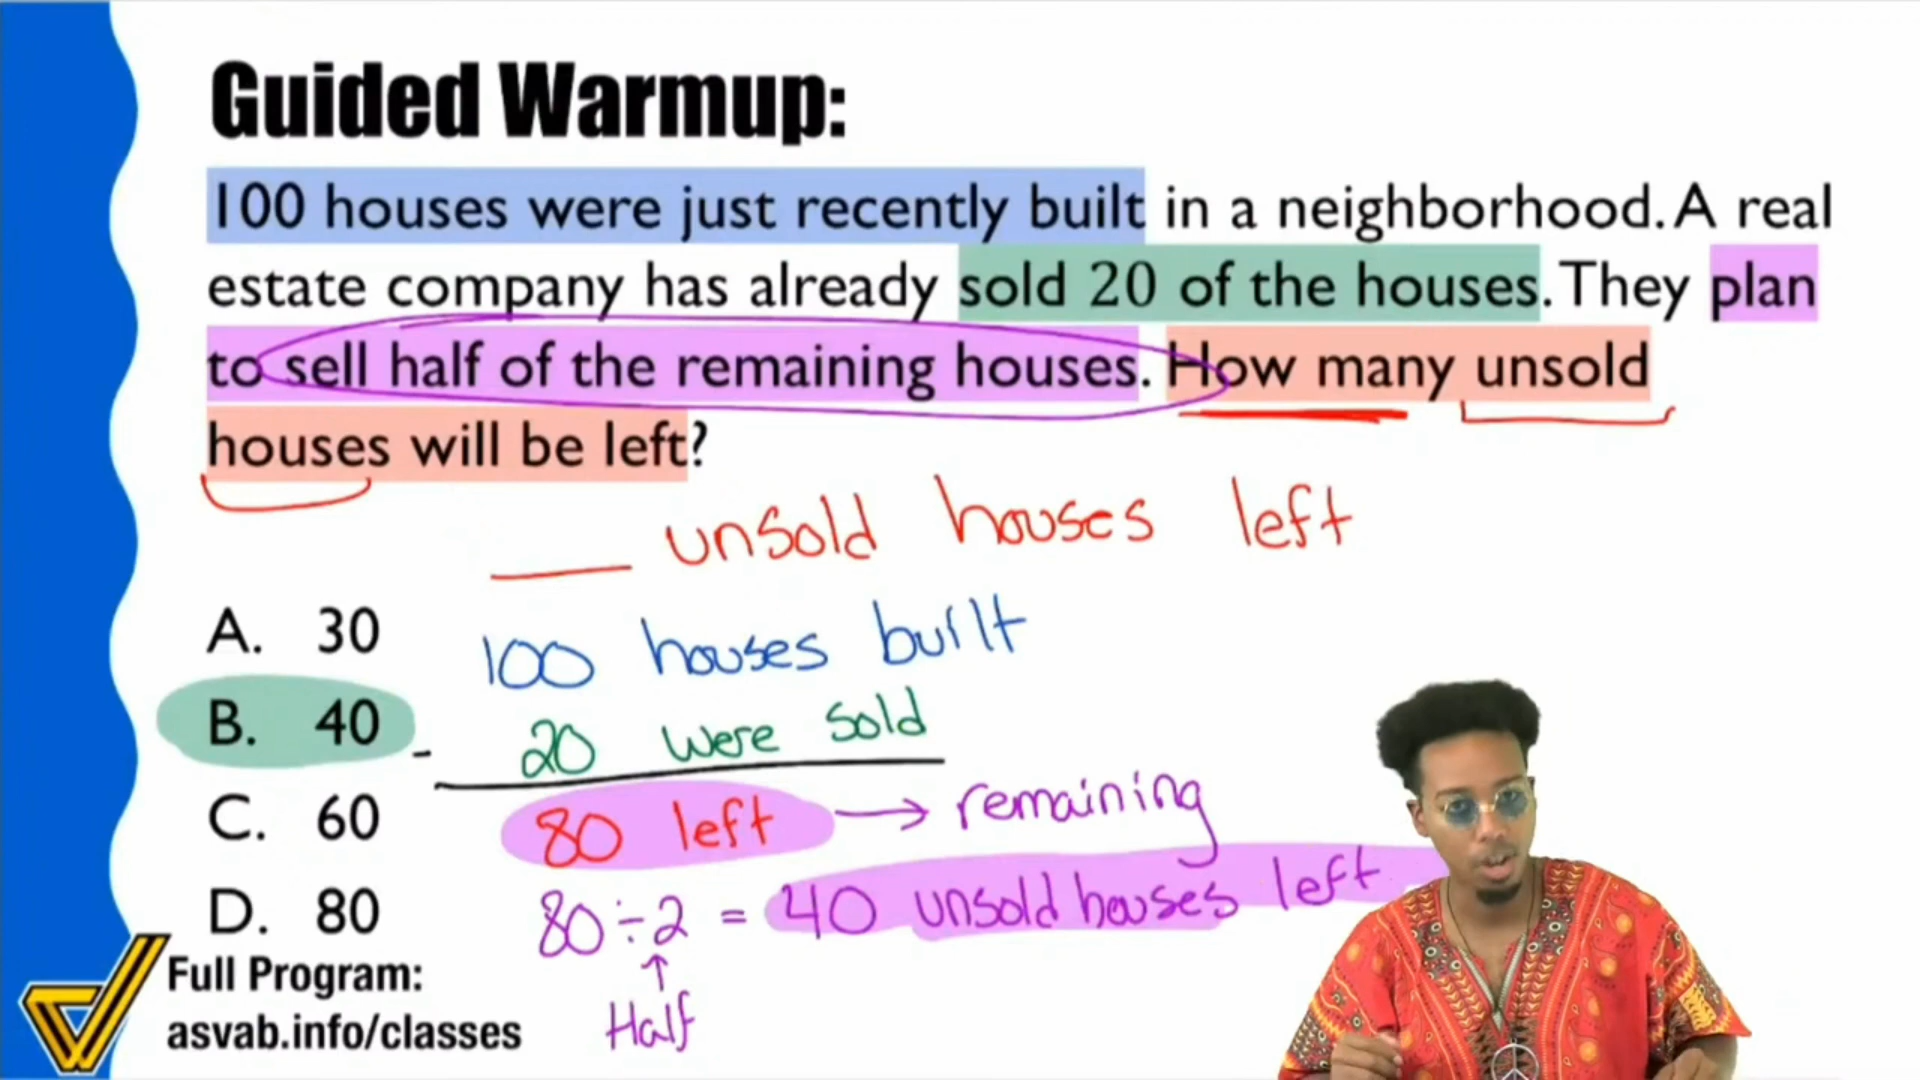 Guided Warmup:
100 houses were just recently built in a neighborhood. A real
estate company has already sold 20 of the houses. They plan
to sell half of the remaining houses. How many unsold
houses will be left?
___ unsold houses left
A. 30
100 houses built
B. 40
- 20 were sold
C. 60
80 left → remaining
D. 80
80 ÷ 2 = 40 unsold houses left
↑
Half
Full Program:
asvab.info/classes